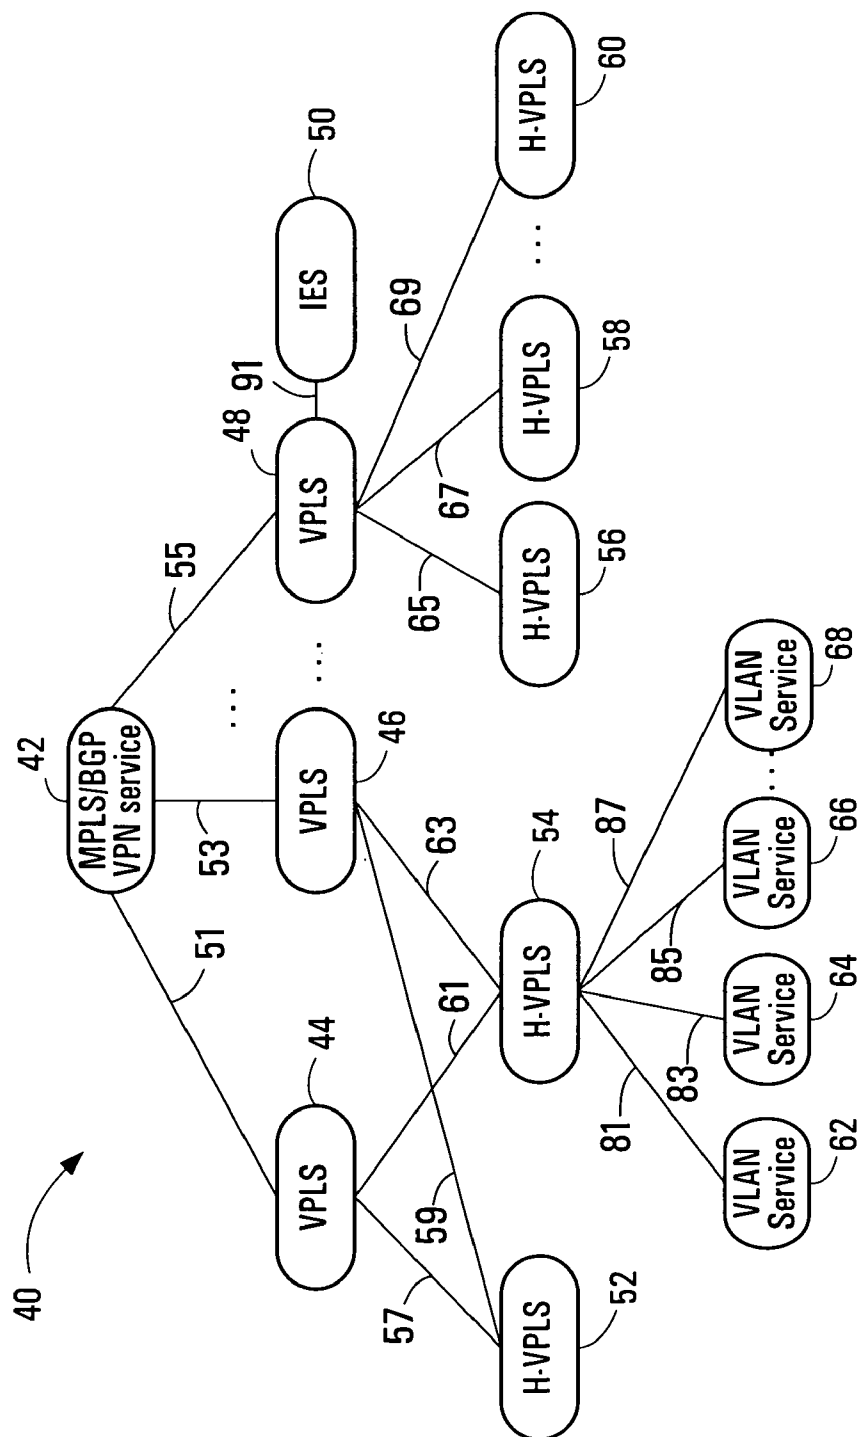 40
42
MPLS/BGP
VPN service
51
53
55
...
44
VPLS
46
VPLS
...
48
VPLS
91
50
IES
57
59
61
63
65
67
69
H-VPLS
52
H-VPLS
54
H-VPLS
56
H-VPLS
58
...
H-VPLS
60
81
83
85
87
VLAN
Service
62
VLAN
Service
64
VLAN
Service
66
...
VLAN
Service
68